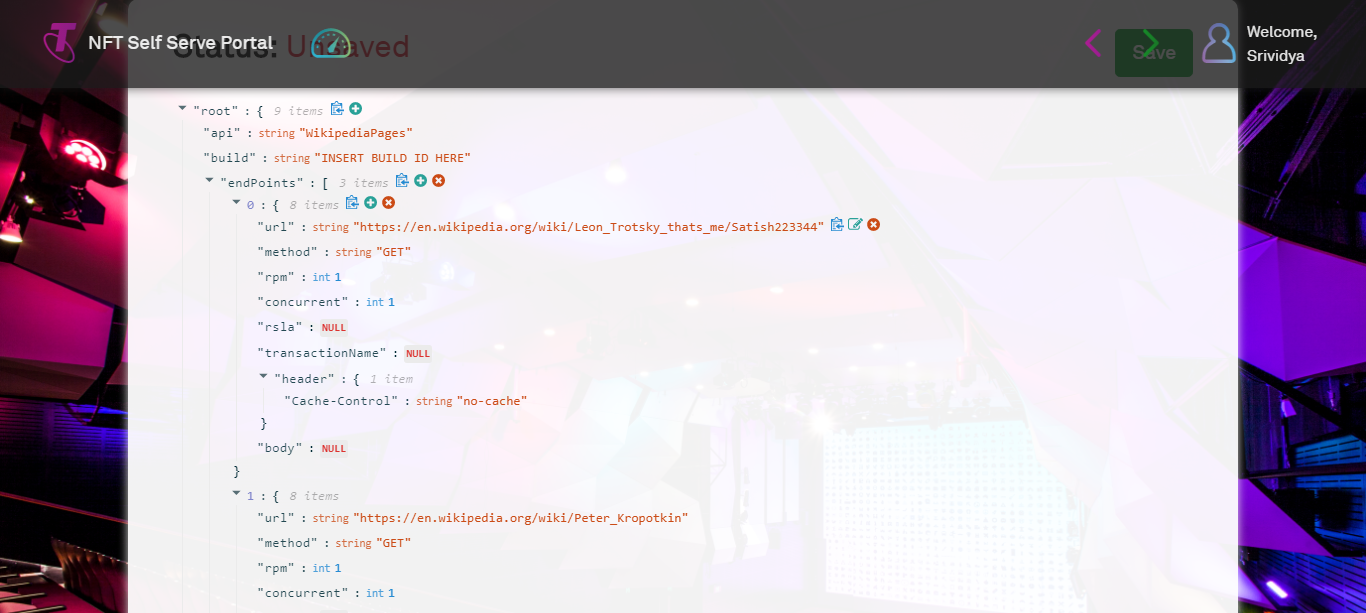 NFT Self Serve Portal
Status: Unsaved
Save
Welcome,
Srividya
"root" : { 9 items
"api" : string "WikipediaPages"
"build" : string "INSERT BUILD ID HERE"
"endPoints" : [ 3 items
0 : { 8 items
"url" : string "https://en.wikipedia.org/wiki/Leon_Trotsky_thats_me/Satish223344"
"method" : string "GET"
"rpm" : int 1
"concurrent" : int 1
"rsla" : NULL
"transactionName" : NULL
"header" : { 1 item
"Cache-Control" : string "no-cache"
}
"body" : NULL
}
1 : { 8 items
"url" : string "https://en.wikipedia.org/wiki/Peter_Kropotkin"
"method" : string "GET"
"rpm" : int 1
"concurrent" : int 1